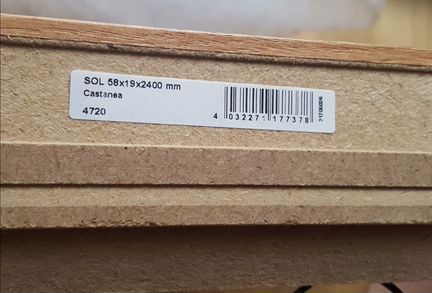 SOL 58x19x2400 mm
Castanea
4720
4 032271 177378